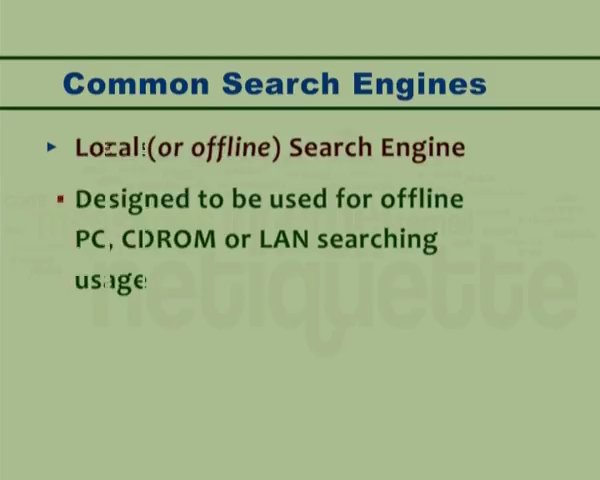 Common Search Engines
Local (or offline) Search Engine
Designed to be used for offline
PC, CDROM or LAN searching
usage
netiquette